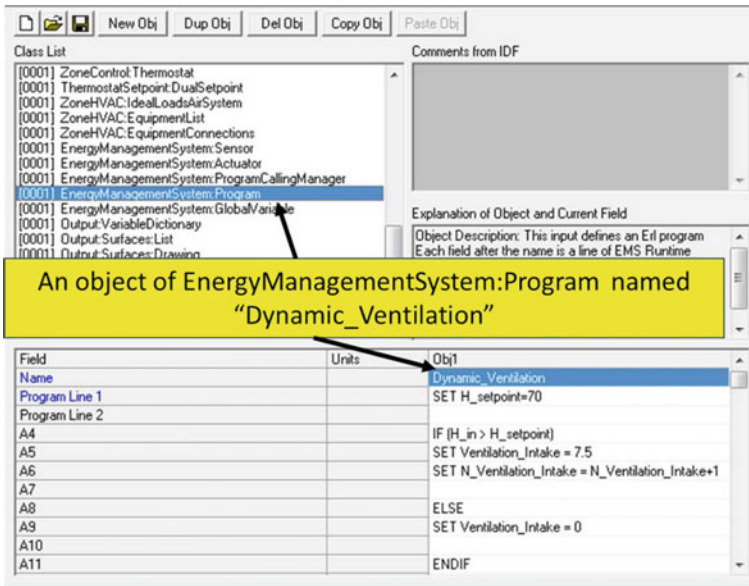 New Obj Dup Obj Del Obj Copy Obj Paste Obj
Class List
[0001] ZoneControl:Thermostat
[0001] ThermostatSetpoint:DualSetpoint
[0001] ZoneHVAC:IdealLoadsAirSystem
[0001] ZoneHVAC:EquipmentList
[0001] ZoneHVAC:EquipmentConnections
[0001] EnergyManagementSystem:Sensor
[0001] EnergyManagementSystem:Actuator
[0001] EnergyManagementSystem:ProgramCallingManager
[0001] EnergyManagementSystem:Program
[0001] EnergyManagementSystem:GlobalVariable
[0001] Output:VariableDictionary
[0001] Output:Surfaces:List
[0001] Output:Surfaces:Drawing
Comments from IDF
Explanation of Object and Current Field
Object Description: This input defines an Erl program
Each field after the name is a line of EMS Runtime
An object of EnergyManagementSystem:Program named
“Dynamic_Ventilation”
Field Units Obj1
Name Dynamic_Ventilation
Program Line 1 SET H_setpoint=70
Program Line 2
A4 IF (H_in > H_setpoint)
A5 SET Ventilation_Intake = 7.5
A6 SET N_Ventilation_Intake = N_Ventilation_Intake+1
A7
A8 ELSE
A9 SET Ventilation_Intake = 0
A10
A11 ENDIF